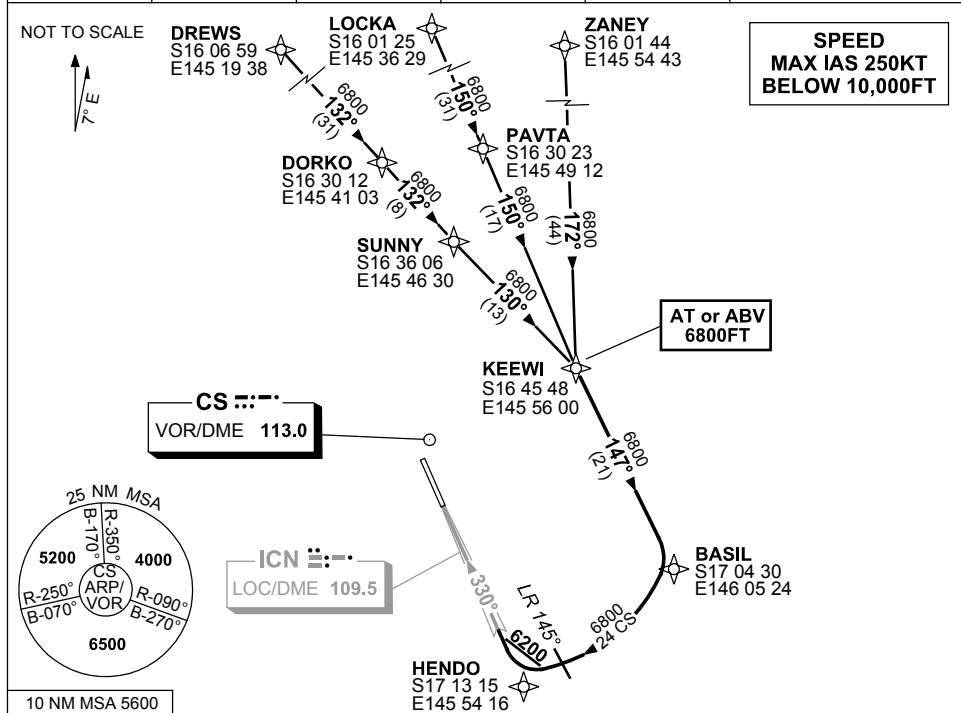 NOT TO SCALE
7° E
DREWS
S16 06 59
E145 19 38
LOCKA
S16 01 25
E145 36 29
ZANEY
S16 01 44
E145 54 43
SPEED
MAX IAS 250KT
BELOW 10,000FT
6800
132°
(31)
6800
150°
(31)
PAVTA
S16 30 23
E145 49 12
DORKO
S16 30 12
E145 41 03
6800
132°
(8)
6800
150°
(17)
6800
172°
(44)
SUNNY
S16 36 06
E145 46 30
6800
130°
(13)
AT or ABV
6800FT
KEEWI
S16 45 48
E145 56 00
CS
VOR/DME 113.0
6800
147°
(21)
25 NM MSA
B-170°
R-350°
5200
4000
CS
ARP/
VOR
R-250°
B-070°
R-090°
B-270°
6500
10 NM MSA 5600
ICN
LOC/DME 109.5
330°
BASIL
S17 04 30
E146 05 24
LR 145°
6800
24 CS
6200
HENDO
S17 13 15
E145 54 16